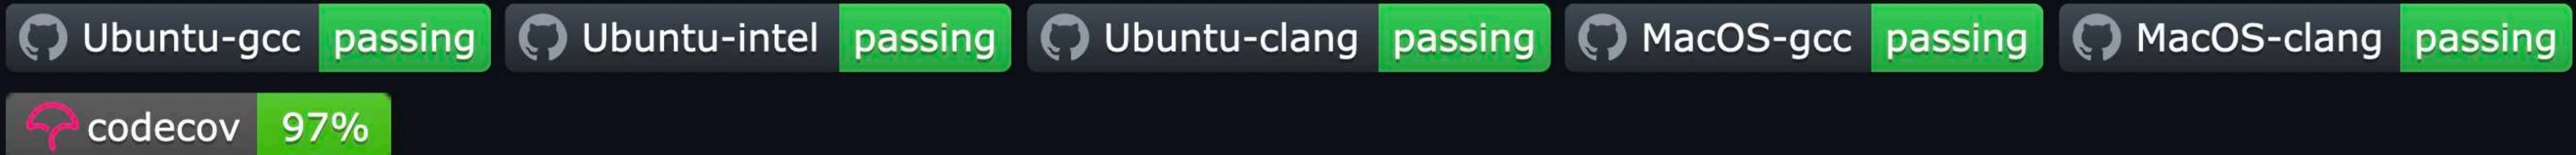 Ubuntu-gcc passing Ubuntu-intel passing Ubuntu-clang passing MacOS-gcc passing MacOS-clang passing
codecov 97%